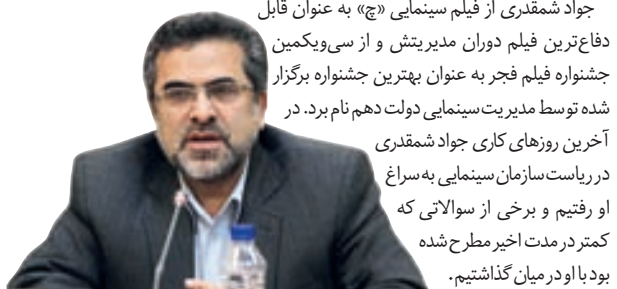 جواد شمقدری از فیلم سینمایی «چ» به عنوان قابل
دفاع‌ترین فیلم دوران مدیریتش و از سی‌ویکمین
جشنواره فیلم فجر به عنوان بهترین جشنواره برگزار
شده توسط مدیریت سینمایی دولت دهم نام برد. در
آخرین روزهای کاری جواد شمقدری
در ریاست سازمان سینمایی به سراغ
او رفتیم و برخی از سوالاتی که
کمتر در مدت اخیر مطرح شده
بود با او در میان گذاشتیم.